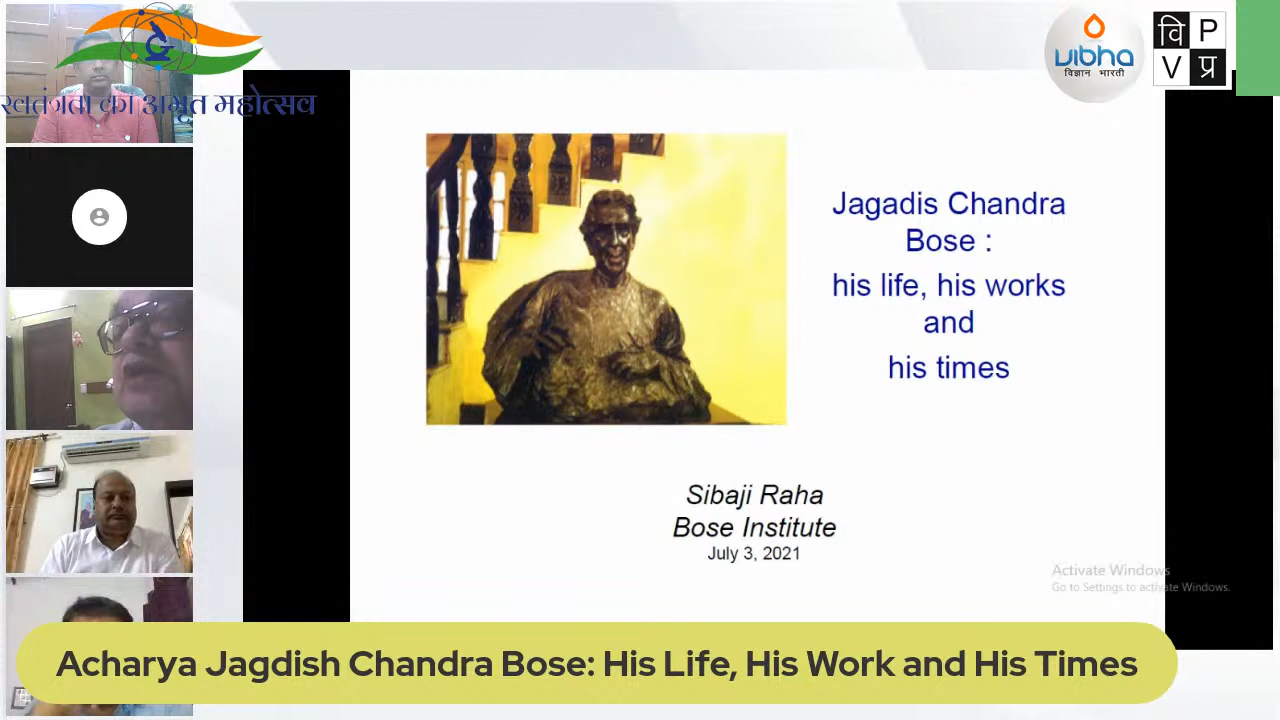 स्वतंत्रता का अमृत महोत्सव
vıbha
विज्ञान भारती
वि P
V प्र
Jagadis Chandra
Bose :
his life, his works
and
his times
Sibaji Raha
Bose Institute
July 3, 2021
Activate Windows
Go to Settings to activate Windows.
Acharya Jagdish Chandra Bose: His Life, His Work and His Times